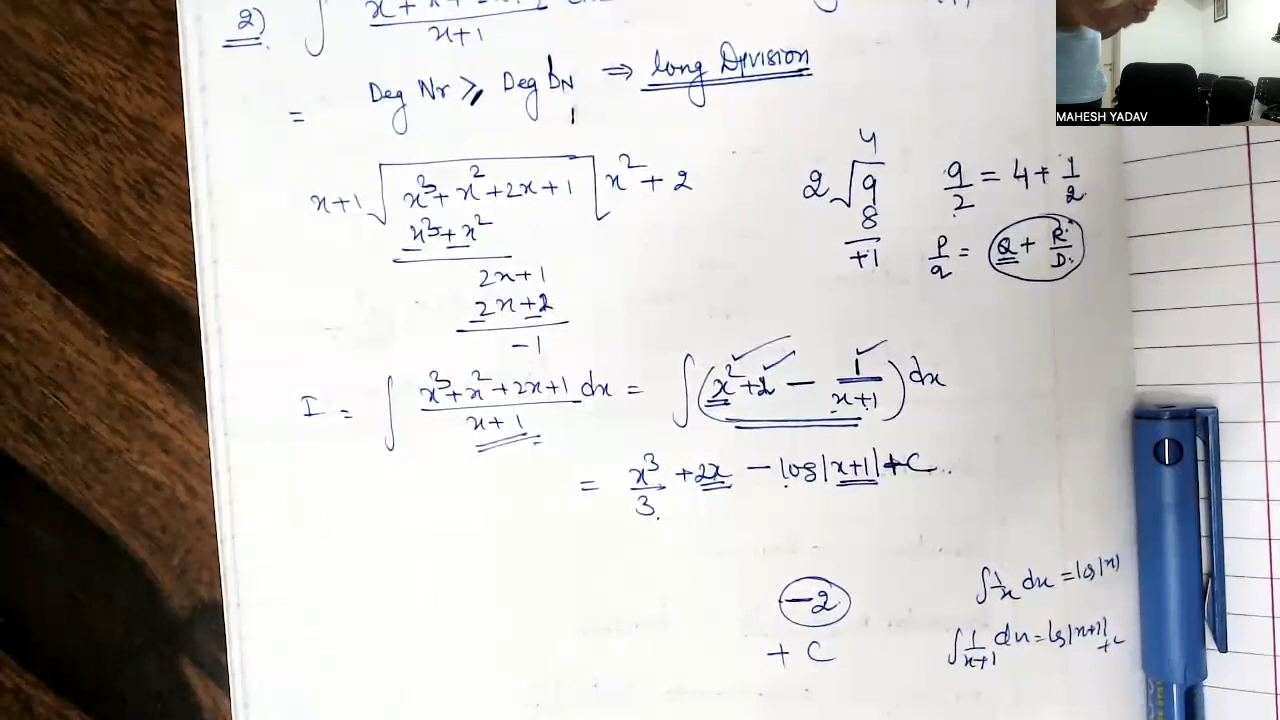 2) ∫ x+1
Deg Nr ≥ Deg DN ⇒ long Division
=
x+1 √ x³+x²+2x+1 | x²+2
x³+x²
2x+1
2x+2
-1
4
2 √ 9
8
+1
9/2 = 4+ 1/2
P/q = Q + R/D
I = ∫ x³+x²+2x+1 / x+1 dx = ∫ ( x²+2 - 1/x+1 ) dx
= x³/3 +2x - log|x+1| + C
-2
+ C
∫ 1/x dx = log|x|
∫ 1/x+1 dx = log|x+1| + C
MAHESH YADAV